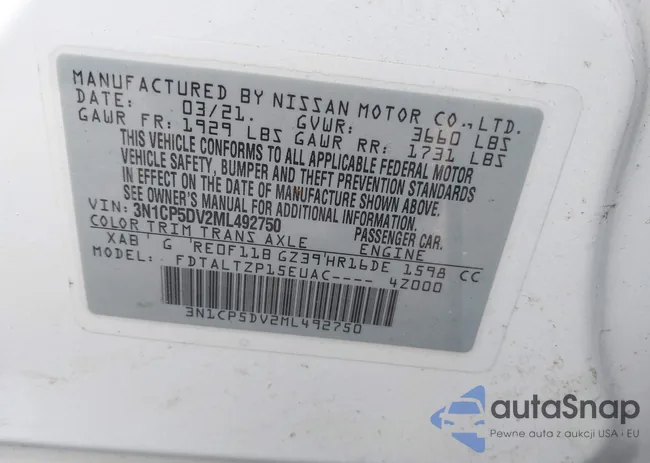 MANUFACTURED BY NISSAN MOTOR CO.,LTD.
DATE: 03/21. GVWR: 3660 LBS
GAWR FR: 1929 LBS GAWR RR: 1731 LBS
THIS VEHICLE CONFORMS TO ALL APPLICABLE FEDERAL MOTOR
VEHICLE SAFETY, BUMPER AND THEFT PREVENTION STANDARDS
IN EFFECT ON THE DATE OF MANUFACTURE SHOWN ABOVE.
SEE OWNER'S MANUAL FOR ADDITIONAL INFORMATION.
VIN: 3N1CP5DV2ML492750 PASSENGER CAR.
COLOR TRIM TRANS AXLE ENGINE
XAB' G 'RE0F11B GZ39'HR16DE 1598 CC
MODEL: FDTALTZP15EUAC---- 4Z000
3N1CP5DV2ML492750
autaSnap
Pewne auta z aukcji USA i EU